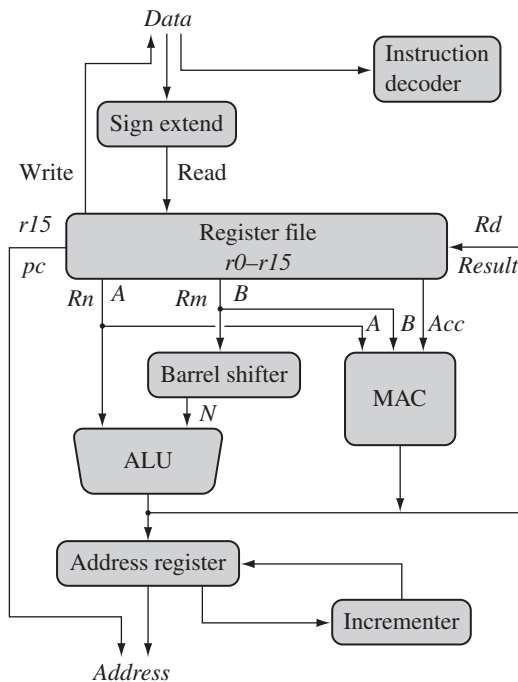 Data
Instruction
decoder
Sign extend
Write
Read
r15
Register file
Rd
pc
r0–r15
Result
Rn
A
Rm
B
A
B
Acc
Barrel shifter
MAC
N
ALU
Address register
Incrementer
Address